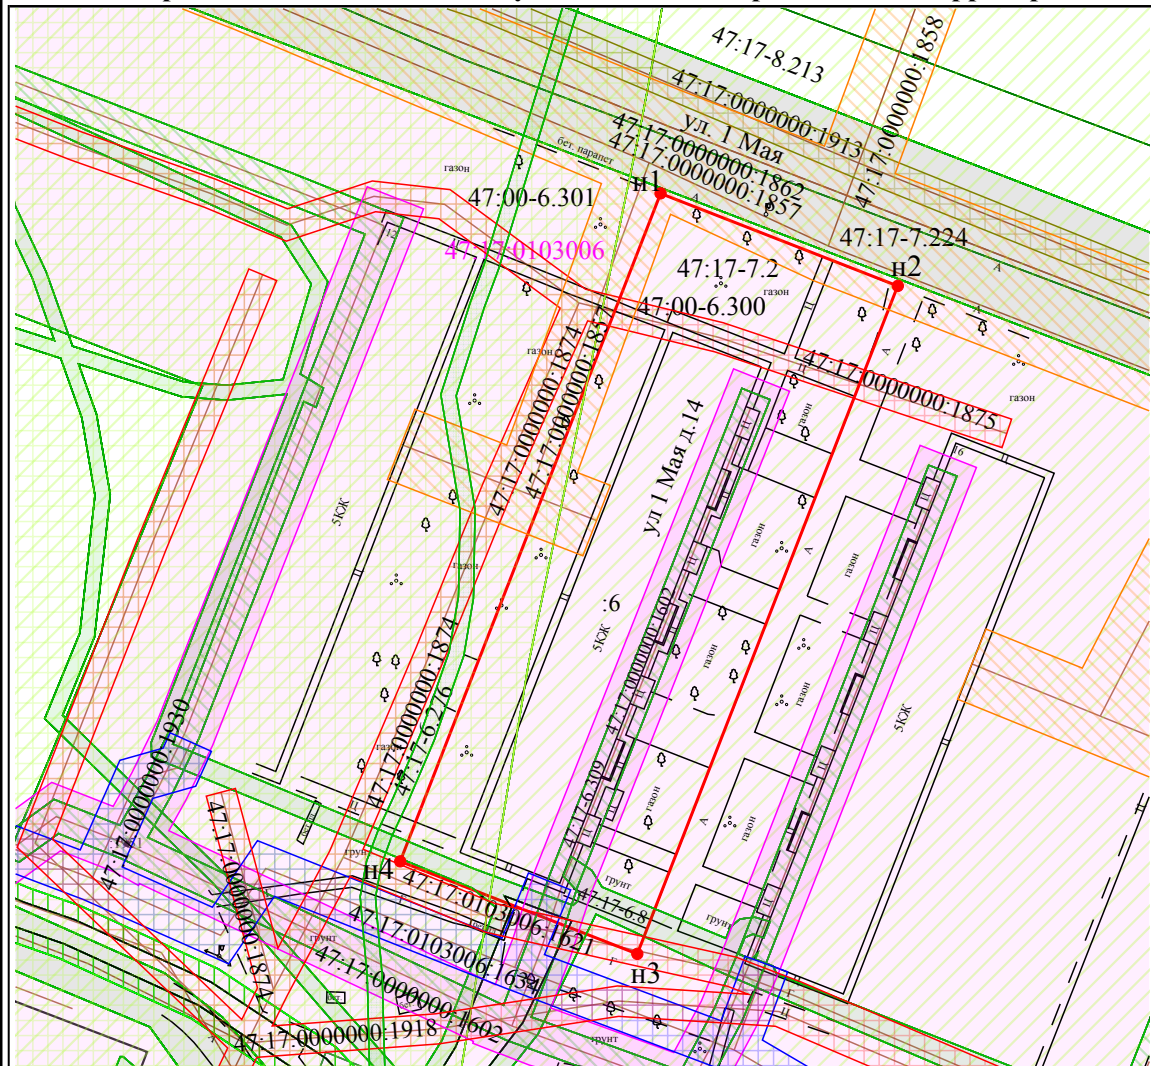 47:17-8.213
47:17:0000000:1858
47:17:0000000:1913
ул. 1 Мая
47:17:0000000:1862
47:17:0000000:1857
бет. парапет
газон
47:00-6.301
н1
А
47:17-7.224
47:17:0103006
47:17-7.2
н2
А
газон
47:00-6.300
А
12
П
газон
47:17:0000000:1874
47:17:0000000:1857
П
А
47:17:0000000:1875
газон
газон
ул 1 Мая д.14
16
П
5КЖ
П
газон
А
газон
газон
:6
5КЖ
47:17:0000000:1602
газон
газон
47:17:0000000:1874
47:17-6.276
5КЖ
47:17:0000000:1930
газон
47:17-6.309
газон
А
грунт
н4
П
грунт
47:17-6.8
грунт
47:17:0000000:1874
47:17:0103006:1621
47:17:0103006:1634
грунт
47:17:0000000:1602
н3
Г
47:17:0000000:1918
грунт
А